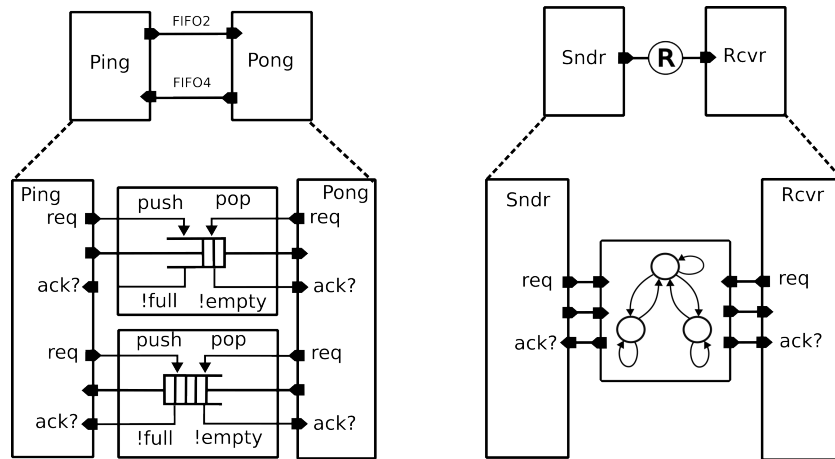 FIFO2
Ping
Pong
FIFO4
Sndr
R
Rcvr
Ping
Pong
push
pop
req
req
ack?
ack?
!full
!empty
push
pop
req
req
ack?
ack?
!full
!empty
Sndr
Rcvr
req
req
ack?
ack?